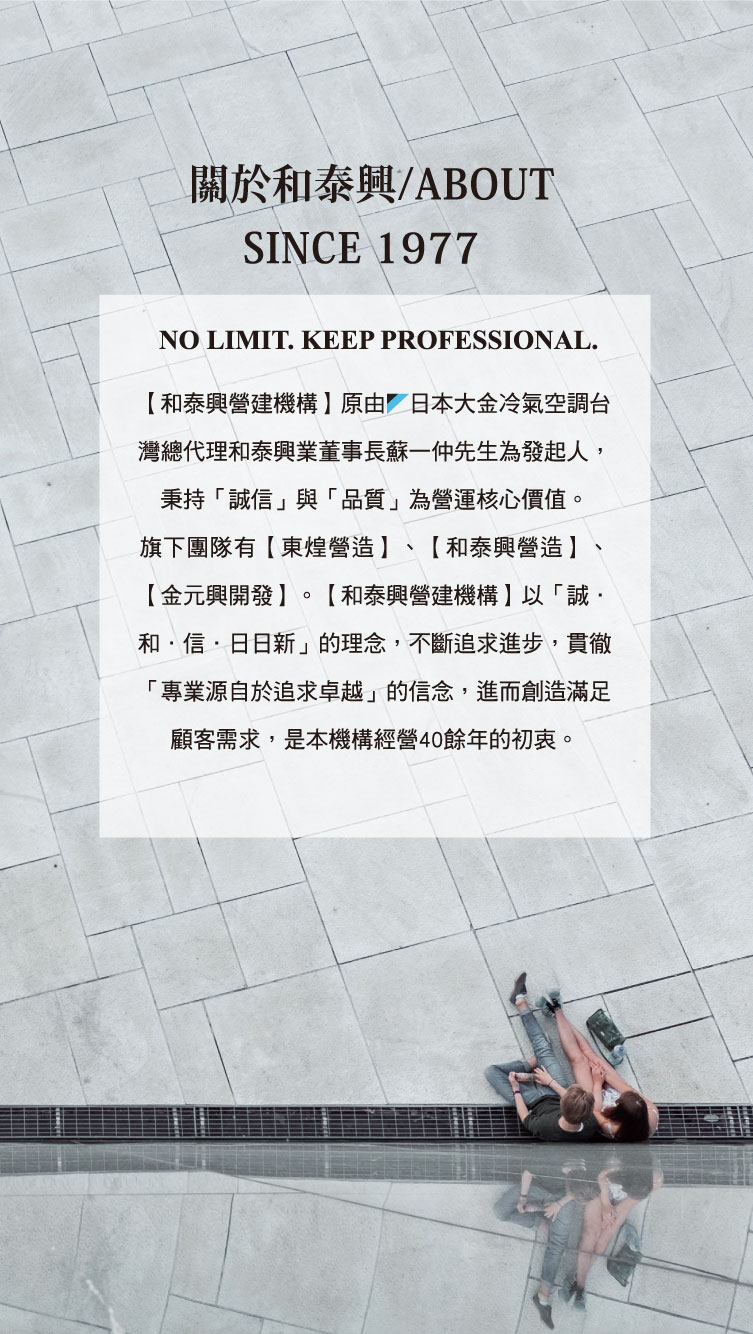 關於和泰興/ABOUT
SINCE 1977
NO LIMIT. KEEP PROFESSIONAL.
【和泰興營建機構】原由日本大金冷氣空調台
灣總代理和泰興業董事長蘇一仲先生為發起人，
秉持「誠信」與「品質」為營運核心價值。
旗下團隊有【東煌營造】、【和泰興營造】、
【金元興開發】。【和泰興營建機構】以「誠．
和．信．日日新」的理念，不斷追求進步，貫徹
「專業源自於追求卓越」的信念，進而創造滿足
顧客需求，是本機構經營40餘年的初衷。